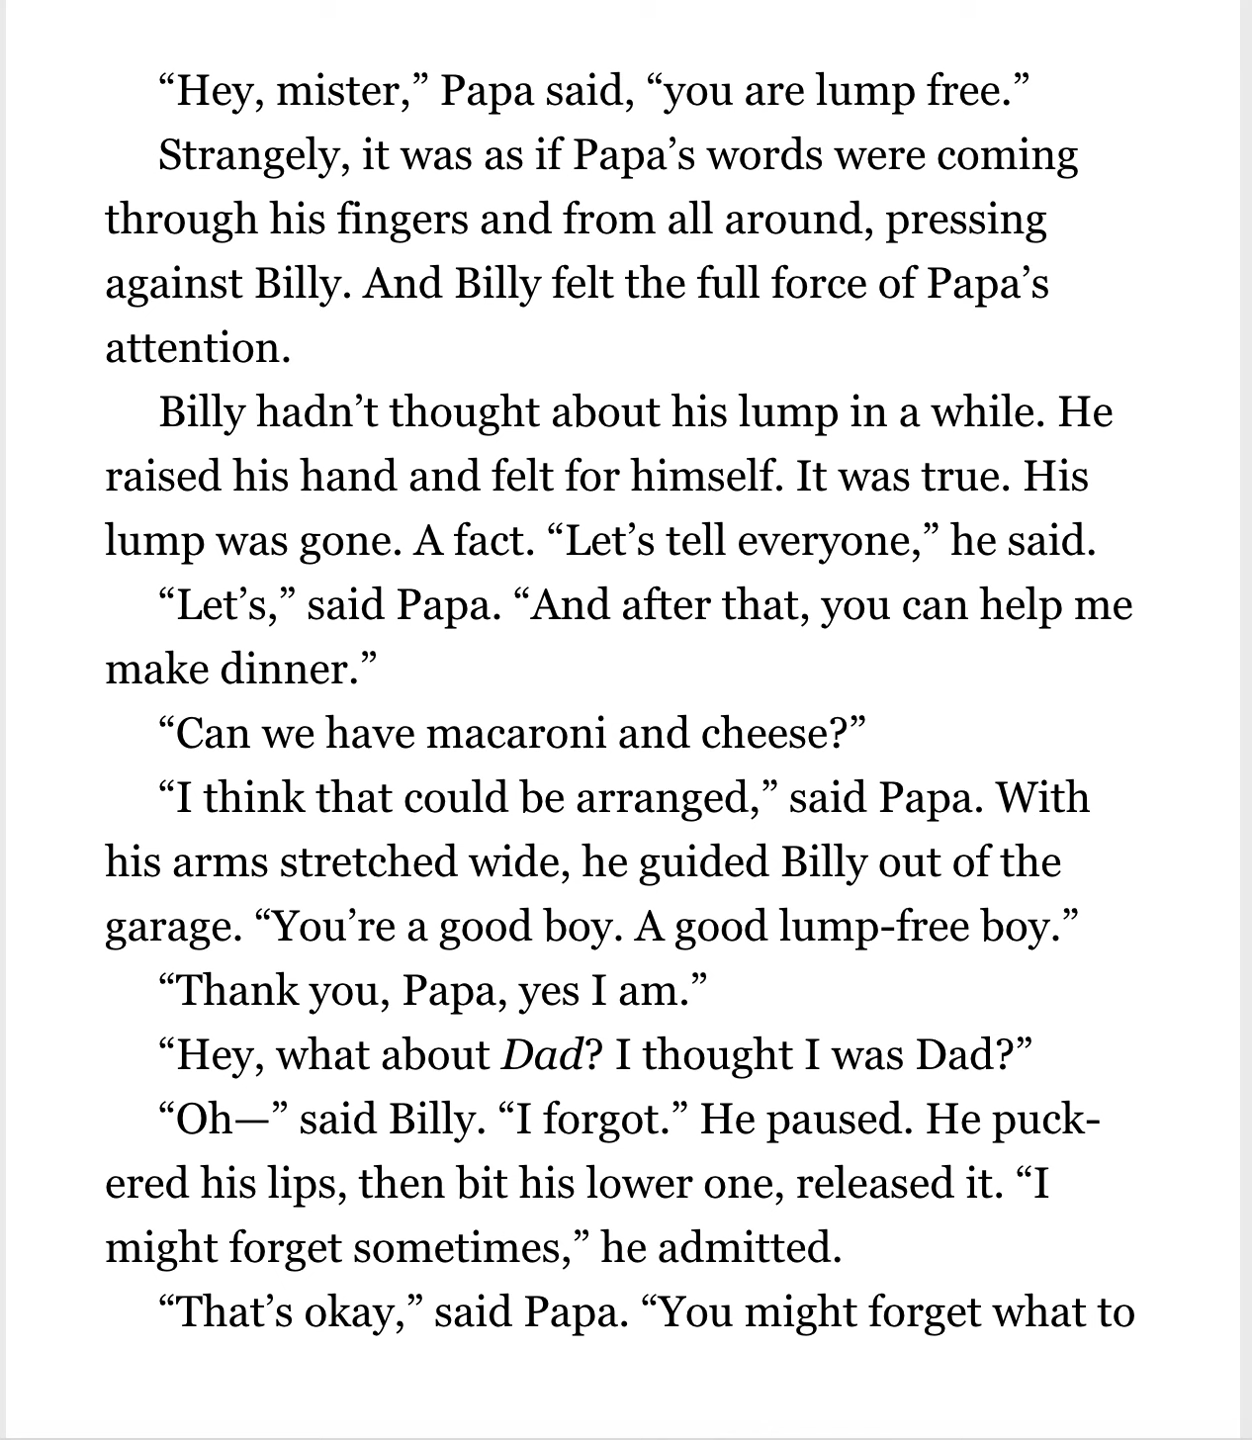 “Hey, mister,” Papa said, “you are lump free.”
Strangely, it was as if Papa’s words were coming
through his fingers and from all around, pressing
against Billy. And Billy felt the full force of Papa’s
attention.
Billy hadn’t thought about his lump in a while. He
raised his hand and felt for himself. It was true. His
lump was gone. A fact. “Let’s tell everyone,” he said.
“Let’s,” said Papa. “And after that, you can help me
make dinner.”
“Can we have macaroni and cheese?”
“I think that could be arranged,” said Papa. With
his arms stretched wide, he guided Billy out of the
garage. “You’re a good boy. A good lump-free boy.”
“Thank you, Papa, yes I am.”
“Hey, what about Dad? I thought I was Dad?”
“Oh—” said Billy. “I forgot.” He paused. He puck-
ered his lips, then bit his lower one, released it. “I
might forget sometimes,” he admitted.
“That’s okay,” said Papa. “You might forget what to